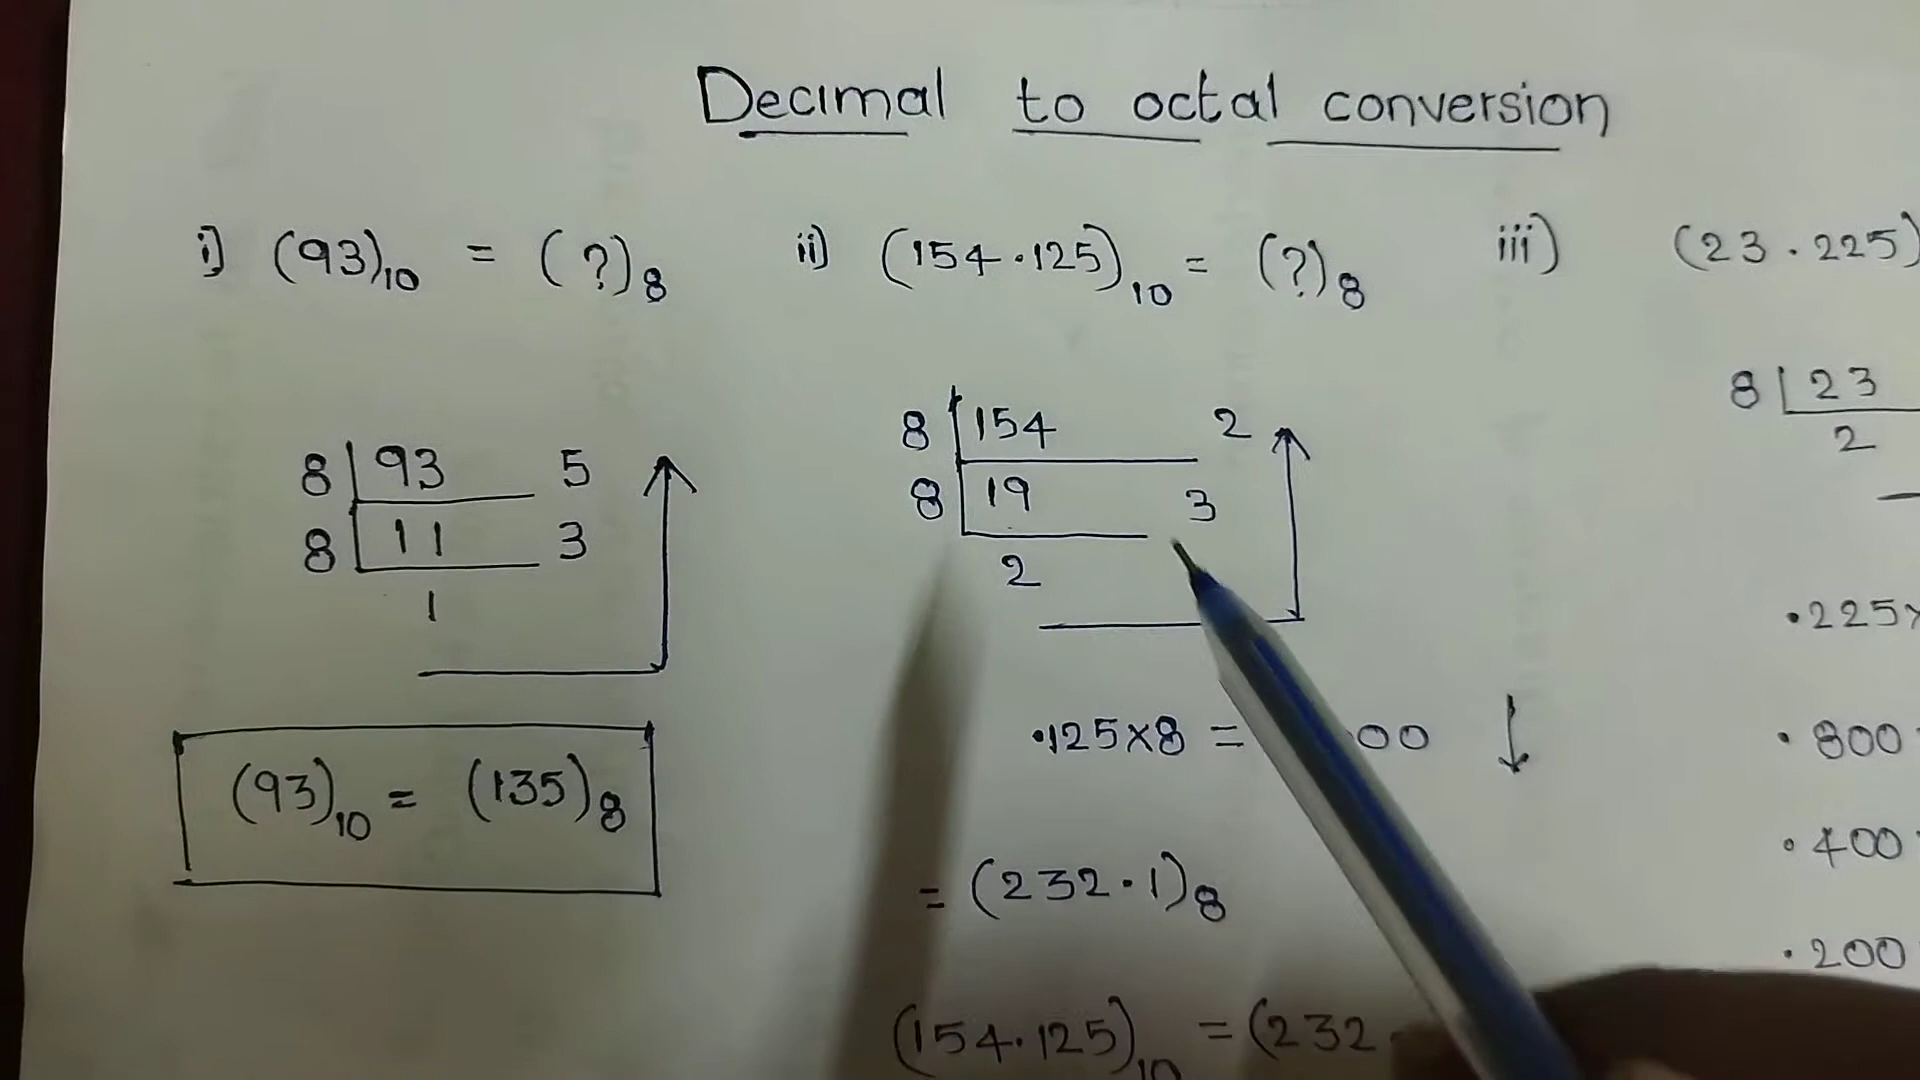 Decimal to octal conversion
i) (93)10 = (?)8
8 | 93 5
8 | 11 3
1
(93)10 = (135)8
ii) (154.125)10 = (?)8
8 | 154 2
8 | 19 3
2
.125×8 = 00
= (232.1)8
(154.125)10 = (232.
iii) (23.225)
8 | 23
2
.225×
.800
.400
.200